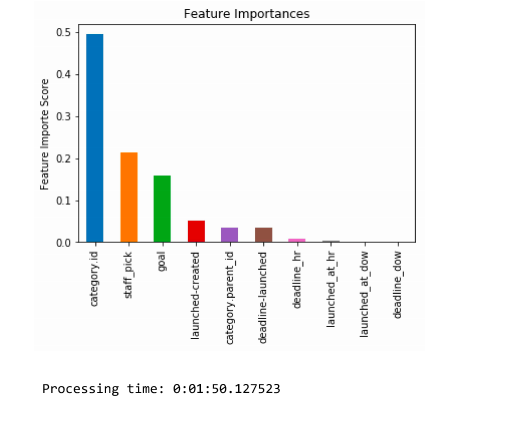 Feature Importances
Feature Importe Score
0.5
0.4
0.3
0.2
0.1
0.0
category.id
staff_pick
goal
launched-created
category.parent_id
deadline-launched
deadline_hr
launched_at_hr
launched_at_dow
deadline_dow
Processing time: 0:01:50.127523